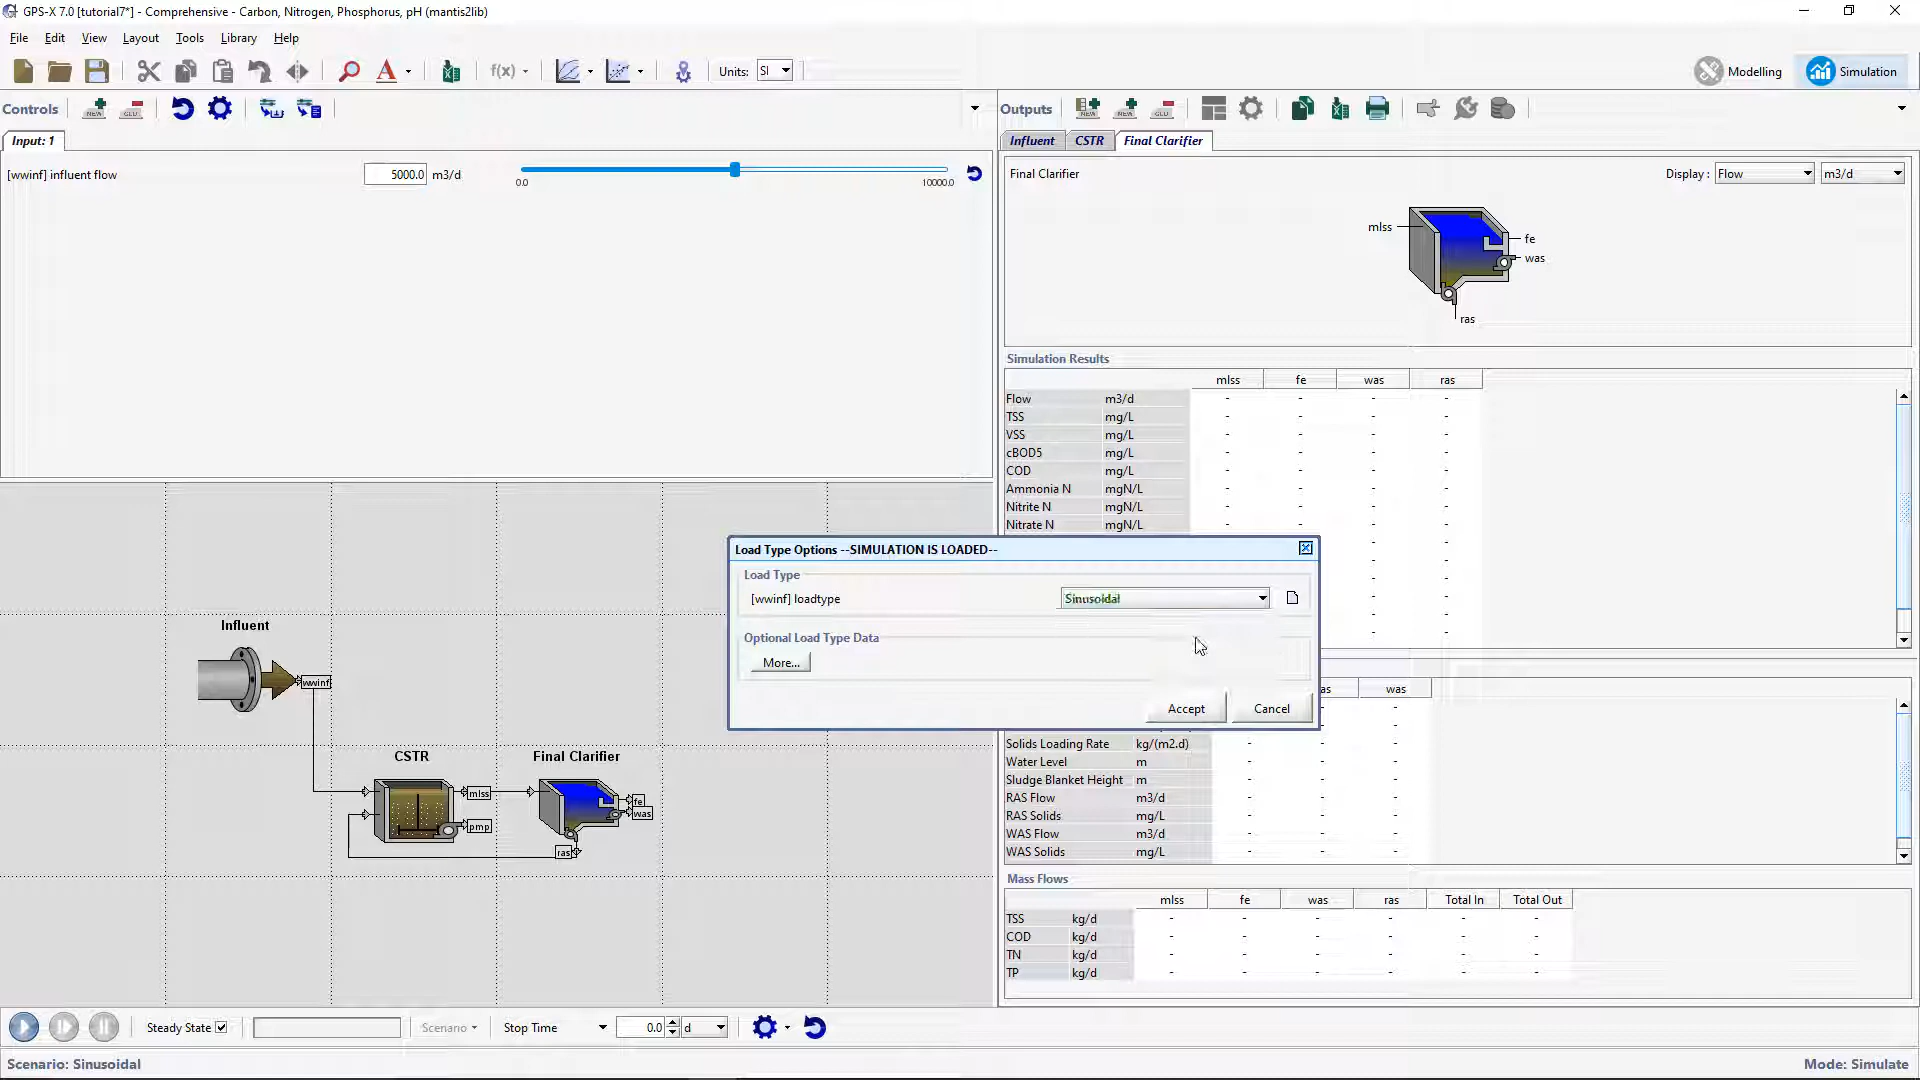 GPS-X 7.0 [tutorial7*] - Comprehensive - Carbon, Nitrogen, Phosphorus, pH (mantis2lib)
File Edit View Layout Tools Library Help
f(x) Units: SI Modelling Simulation
Controls NEW
Outputs NEW NEW
Input: 1
Influent CSTR Final Clarifier
[wwinf] influent flow 5000.0 m3/d 0.0 10000.0
Final Clarifier Display : Flow m3/d
mlss
fe
was
ras
Simulation Results
mlss fe was ras
Flow m3/d - - - -
TSS mg/L - - - -
VSS mg/L - - - -
cBOD5 mg/L - - - -
COD mg/L - - - -
Ammonia N mgN/L - - - -
Nitrite N mgN/L - - - -
Nitrate N mgN/L - - - -
Load Type Options --SIMULATION IS LOADED--
Load Type
[wwinf] loadtype Sinusoidal
Optional Load Type Data
More...
Accept Cancel
was
Solids Loading Rate kg/(m2.d) - - -
Water Level m - - -
Sludge Blanket Height m - - -
RAS Flow m3/d - - -
RAS Solids mg/L - - -
WAS Flow m3/d - - -
WAS Solids mg/L - - -
Mass Flows
mlss fe was ras Total In Total Out
TSS kg/d - - - - - -
COD kg/d - - - - - -
TN kg/d - - - - - -
TP kg/d - - - - - -
Influent
wwinf
CSTR
mlss
pmp
Final Clarifier
fe
was
ras
Steady State Scenario Stop Time 0.0 d
Scenario: Sinusoidal
Mode: Simulate